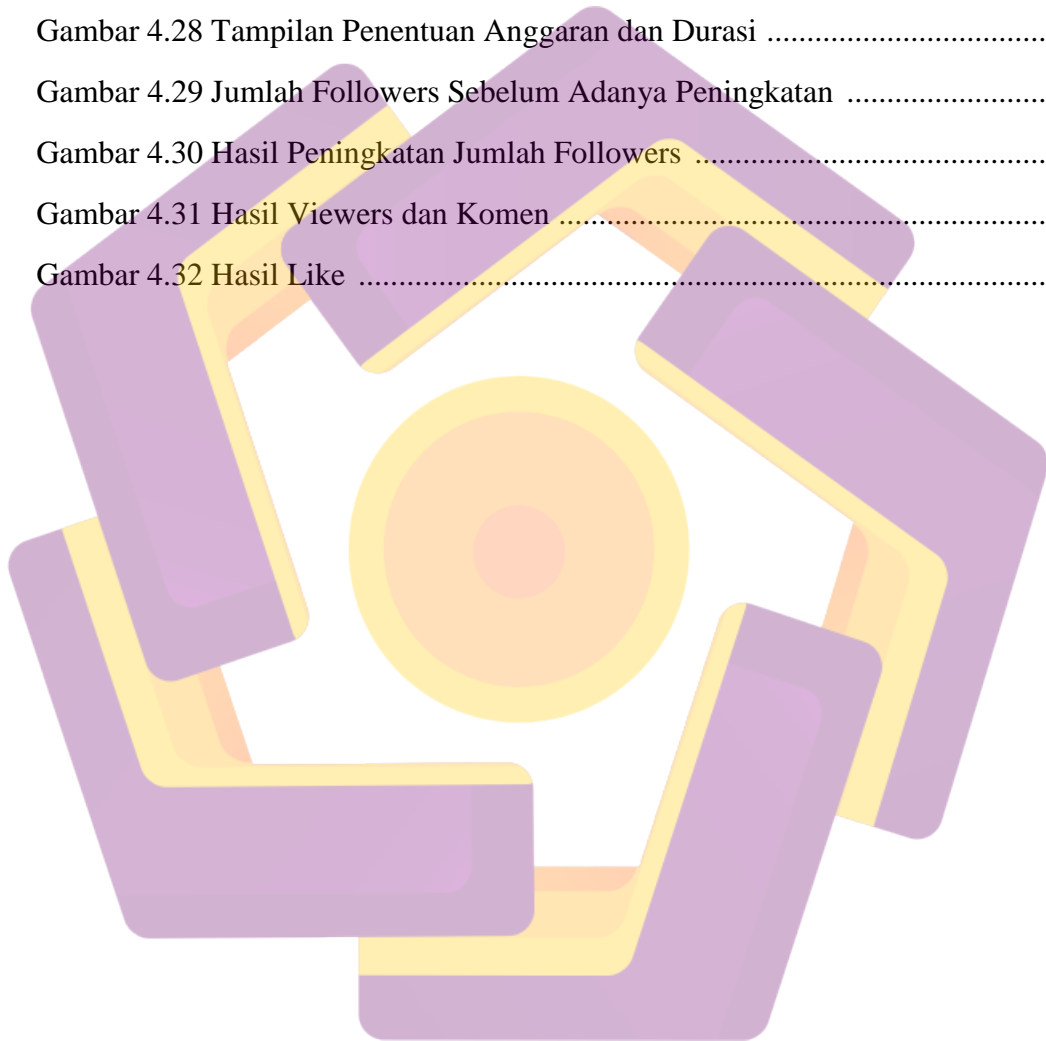 Gambar 4.28 Tampilan Penentuan Anggaran dan Durasi ..................................
Gambar 4.29 Jumlah Followers Sebelum Adanya Peningkatan ........................
Gambar 4.30 Hasil Peningkatan Jumlah Followers ...........................................
Gambar 4.31 Hasil Viewers dan Komen ............................................................
Gambar 4.32 Hasil Like .....................................................................................